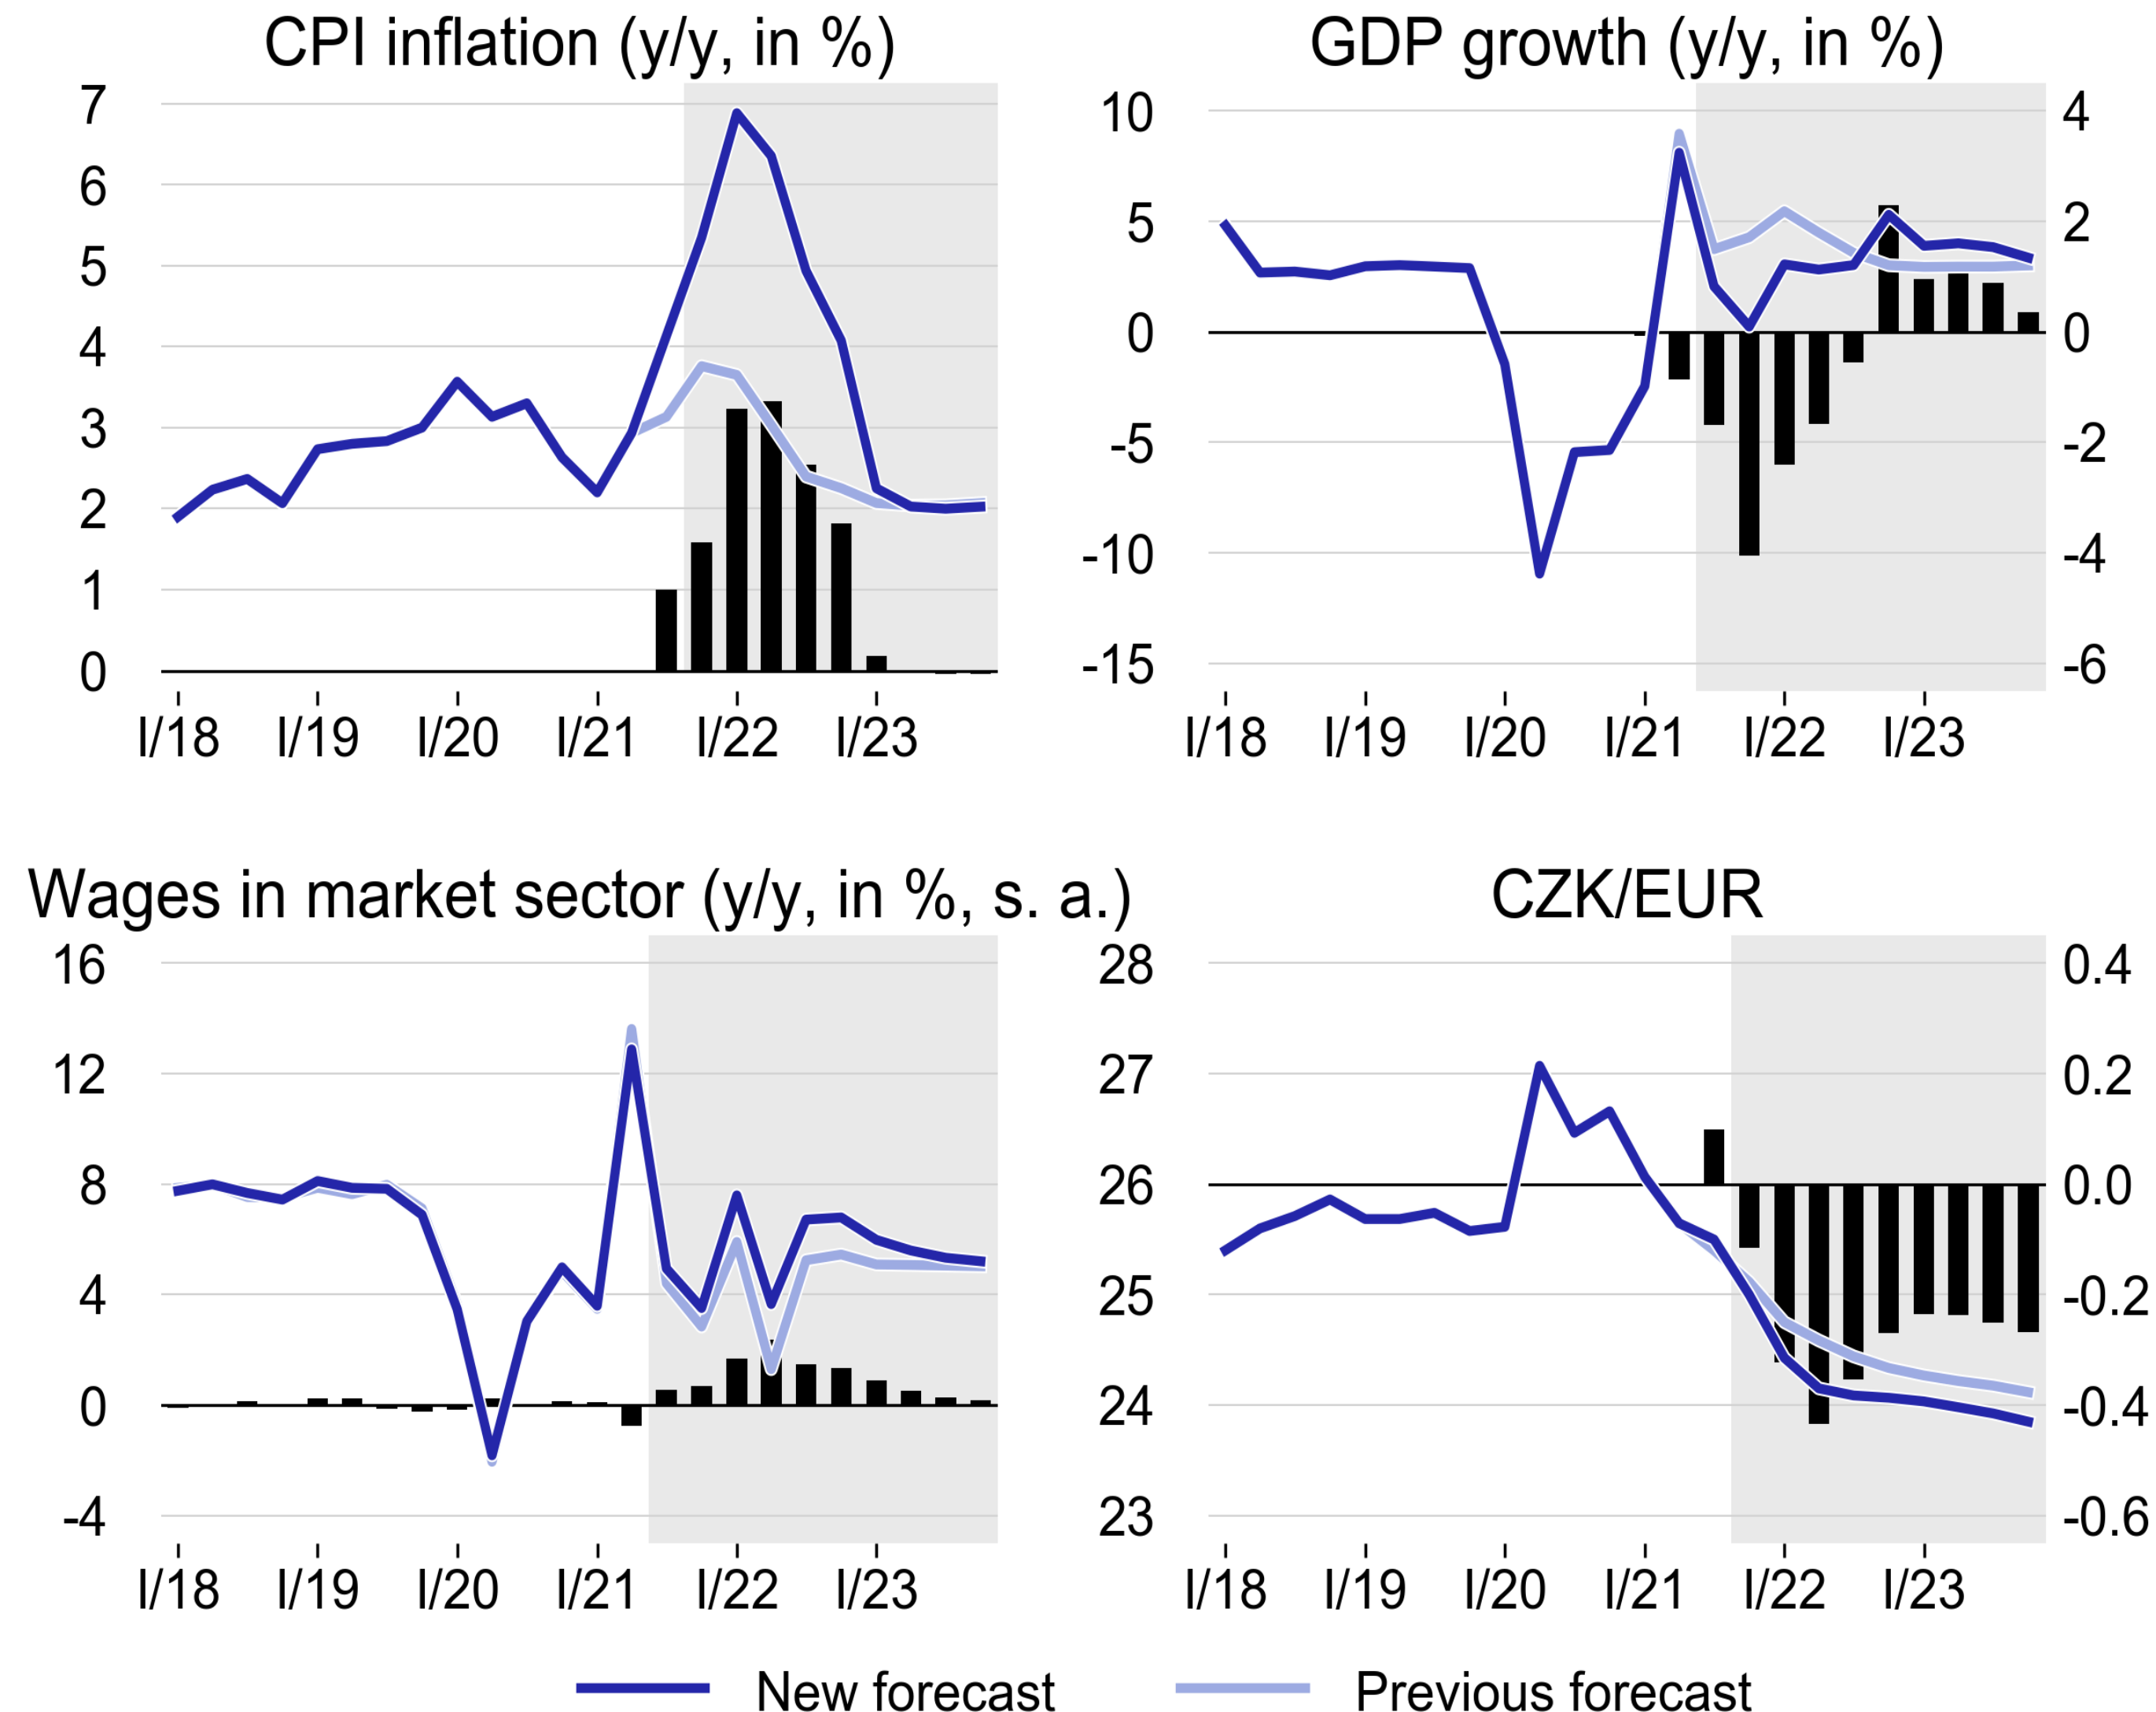 CPI inflation (y/y, in %)
7
6
5
4
3
2
1
0
I/18 I/19 I/20 I/21 I/22 I/23
GDP growth (y/y, in %)
10 4
5 2
0 0
-5 -2
-10 -4
-15 -6
I/18 I/19 I/20 I/21 I/22 I/23
Wages in market sector (y/y, in %, s. a.)
16
12
8
4
0
-4
I/18 I/19 I/20 I/21 I/22 I/23
CZK/EUR
28 0.4
27 0.2
26 0.0
25 -0.2
24 -0.4
23 -0.6
I/18 I/19 I/20 I/21 I/22 I/23
New forecast Previous forecast